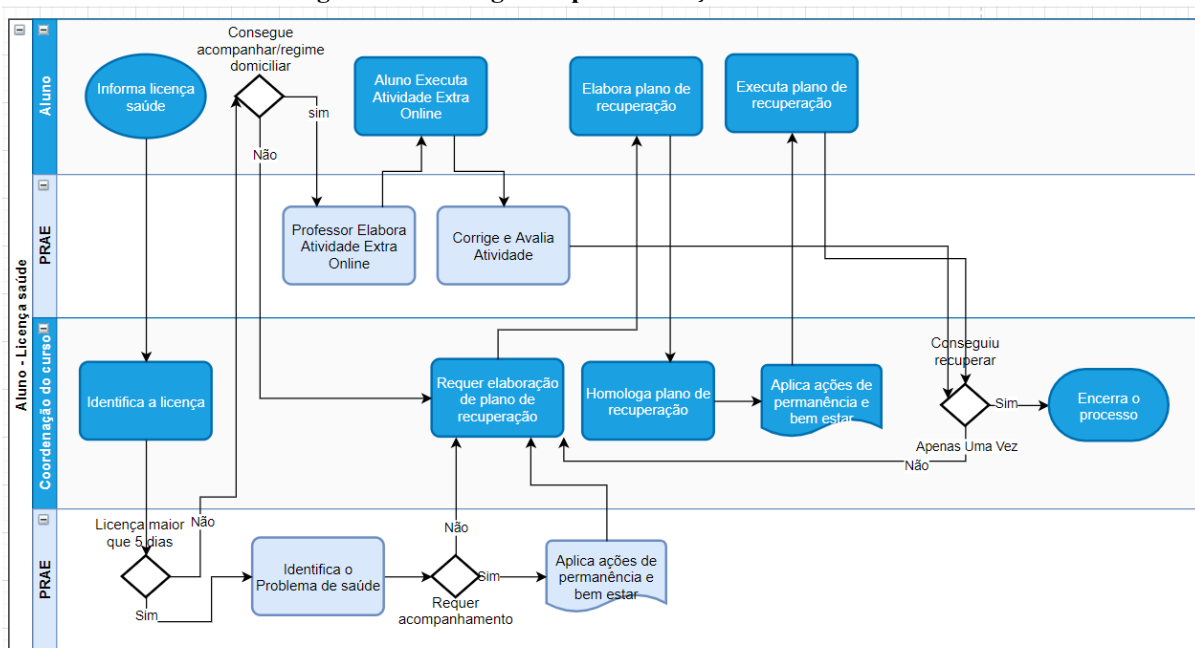 Aluno - Licença saúde
Aluno
Informa licença
saúde
Consegue
acompanhar/regime
domiciliar
sim
Não
Aluno Executa
Atividade Extra
Online
Elabora plano de
recuperação
Executa plano de
recuperação
PRAE
Professor Elabora
Atividade Extra
Online
Corrige e Avalia
Atividade
Coordenação do curso
Identifica a licença
Requer elaboração
de plano de
recuperação
Homologa plano de
recuperação
Aplica ações de
permanência e
bem estar
Conseguiu
recuperar
Sim
Apenas Uma Vez
Não
Encerra o
processo
PRAE
Licença maior
que 5 dias
Não
Sim
Identifica o
Problema de saúde
Não
Sim
Requer
acompanhamento
Aplica ações de
permanência e
bem estar